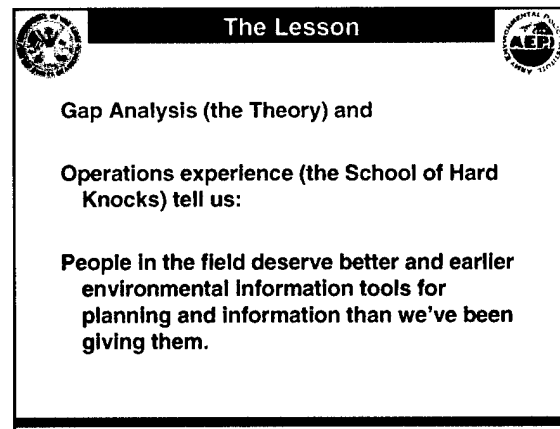 The Lesson
AEPI
Gap Analysis (the Theory) and
Operations experience (the School of Hard
Knocks) tell us:
People in the field deserve better and earlier
environmental information tools for
planning and information than we've been
giving them.